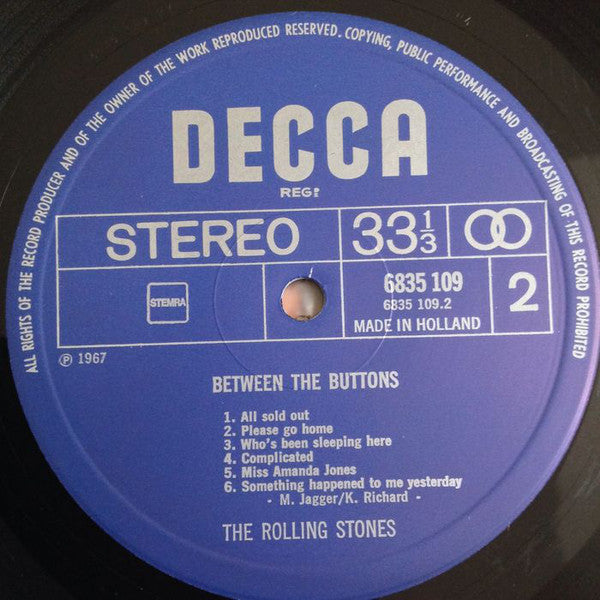 ALL RIGHTS OF THE RECORD PRODUCER AND OF THE OWNER OF THE WORK REPRODUCED RESERVED. COPYING, PUBLIC PERFORMANCE AND BROADCASTING OF THIS RECORD PROHIBITED
DECCA
REGD
STEREO 33 1/3
STEMRA 6835 109 2
6835 109.2
MADE IN HOLLAND
Ⓟ 1967
BETWEEN THE BUTTONS
1. All sold out
2. Please go home
3. Who's been sleeping here
4. Complicated
5. Miss Amanda Jones
6. Something happened to me yesterday
- M. Jagger/K. Richard -
THE ROLLING STONES